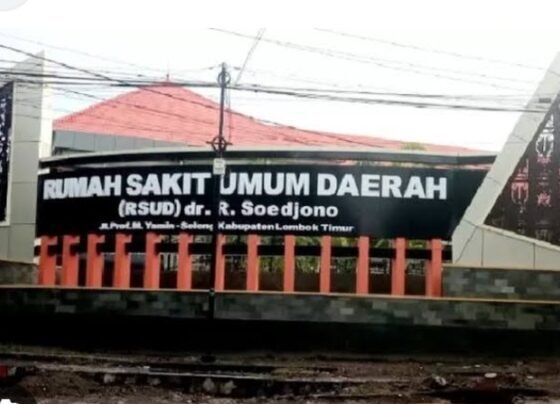 RUMAH SAKIT UMUM DAERAH
(RSUD) dr. R. Soedjono
Jl. Prof. M. Yamin - Selong Kabupaten Lombok Timur